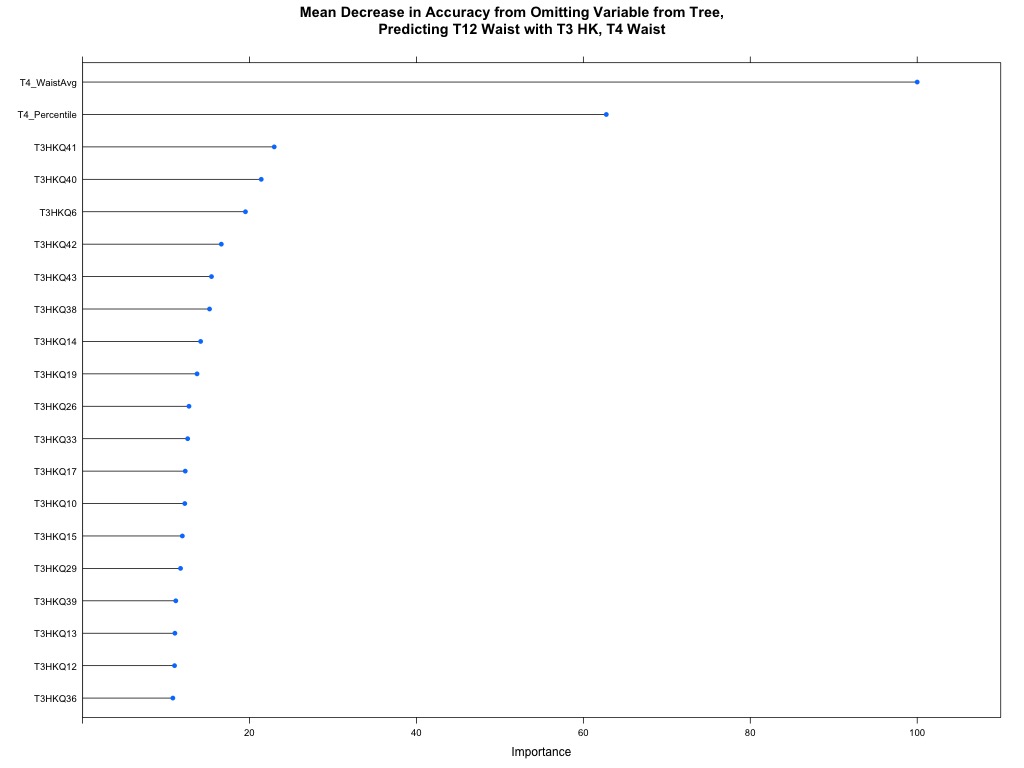 Mean Decrease in Accuracy from Omitting Variable from Tree,
Predicting T12 Waist with T3 HK, T4 Waist
T4_WaistAvg
T4_Percentile
T3HKQ41
T3HKQ40
T3HKQ6
T3HKQ42
T3HKQ43
T3HKQ38
T3HKQ14
T3HKQ19
T3HKQ26
T3HKQ33
T3HKQ17
T3HKQ10
T3HKQ15
T3HKQ29
T3HKQ39
T3HKQ13
T3HKQ12
T3HKQ36
20 40 60 80 100
Importance